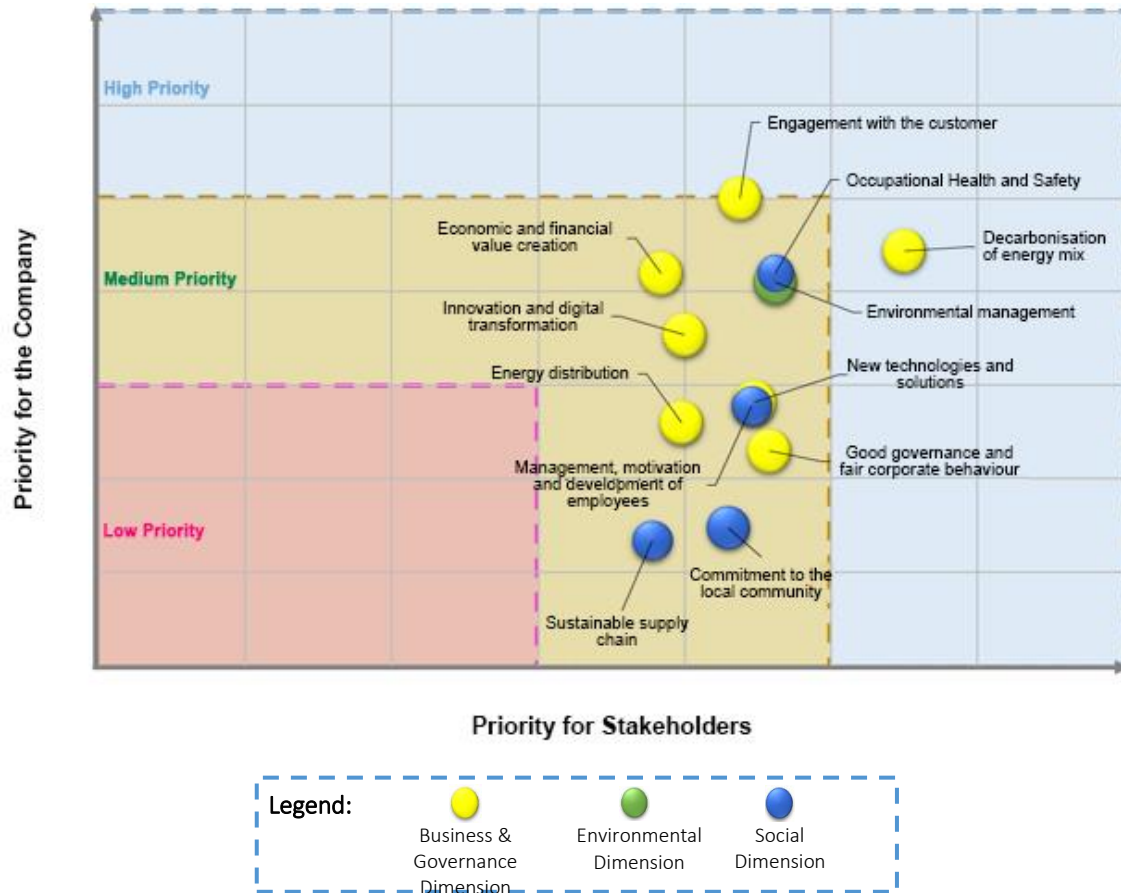 High Priority
Engagement with the customer
Occupational Health and Safety
Economic and financial
value creation
Decarbonisation
of energy mix
Medium Priority
Innovation and digital
transformation
Environmental management
Energy distribution
New technologies and
solutions
Good governance and
fair corporate behaviour
Management, motivation
and development of
employees
Low Priority
Commitment to the
local community
Sustainable supply
chain
Priority for the Company
Priority for Stakeholders
Legend:
Business &
Governance
Dimension
Environmental
Dimension
Social
Dimension